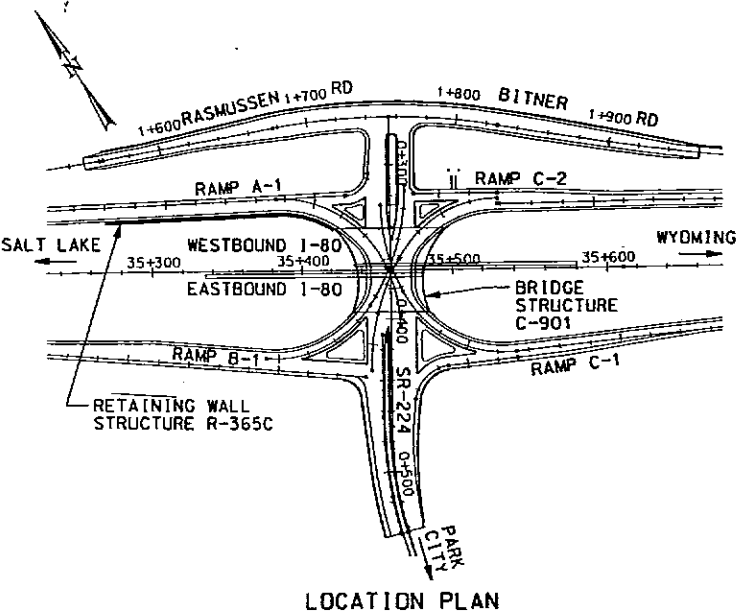 N
1+600 RASMUSSEN 1+700 RD 1+800 BITNER 1+900 RD
0+300
RAMP A-1
RAMP C-2
SALT LAKE
WESTBOUND I-80
WYOMING
35+300 35+400 35+500 35+600
EASTBOUND I-80
BRIDGE
STRUCTURE
C-901
0+400
RAMP B-1
RAMP C-1
SR-224
RETAINING WALL
STRUCTURE R-365C
0+500
PARK
CITY
LOCATION PLAN